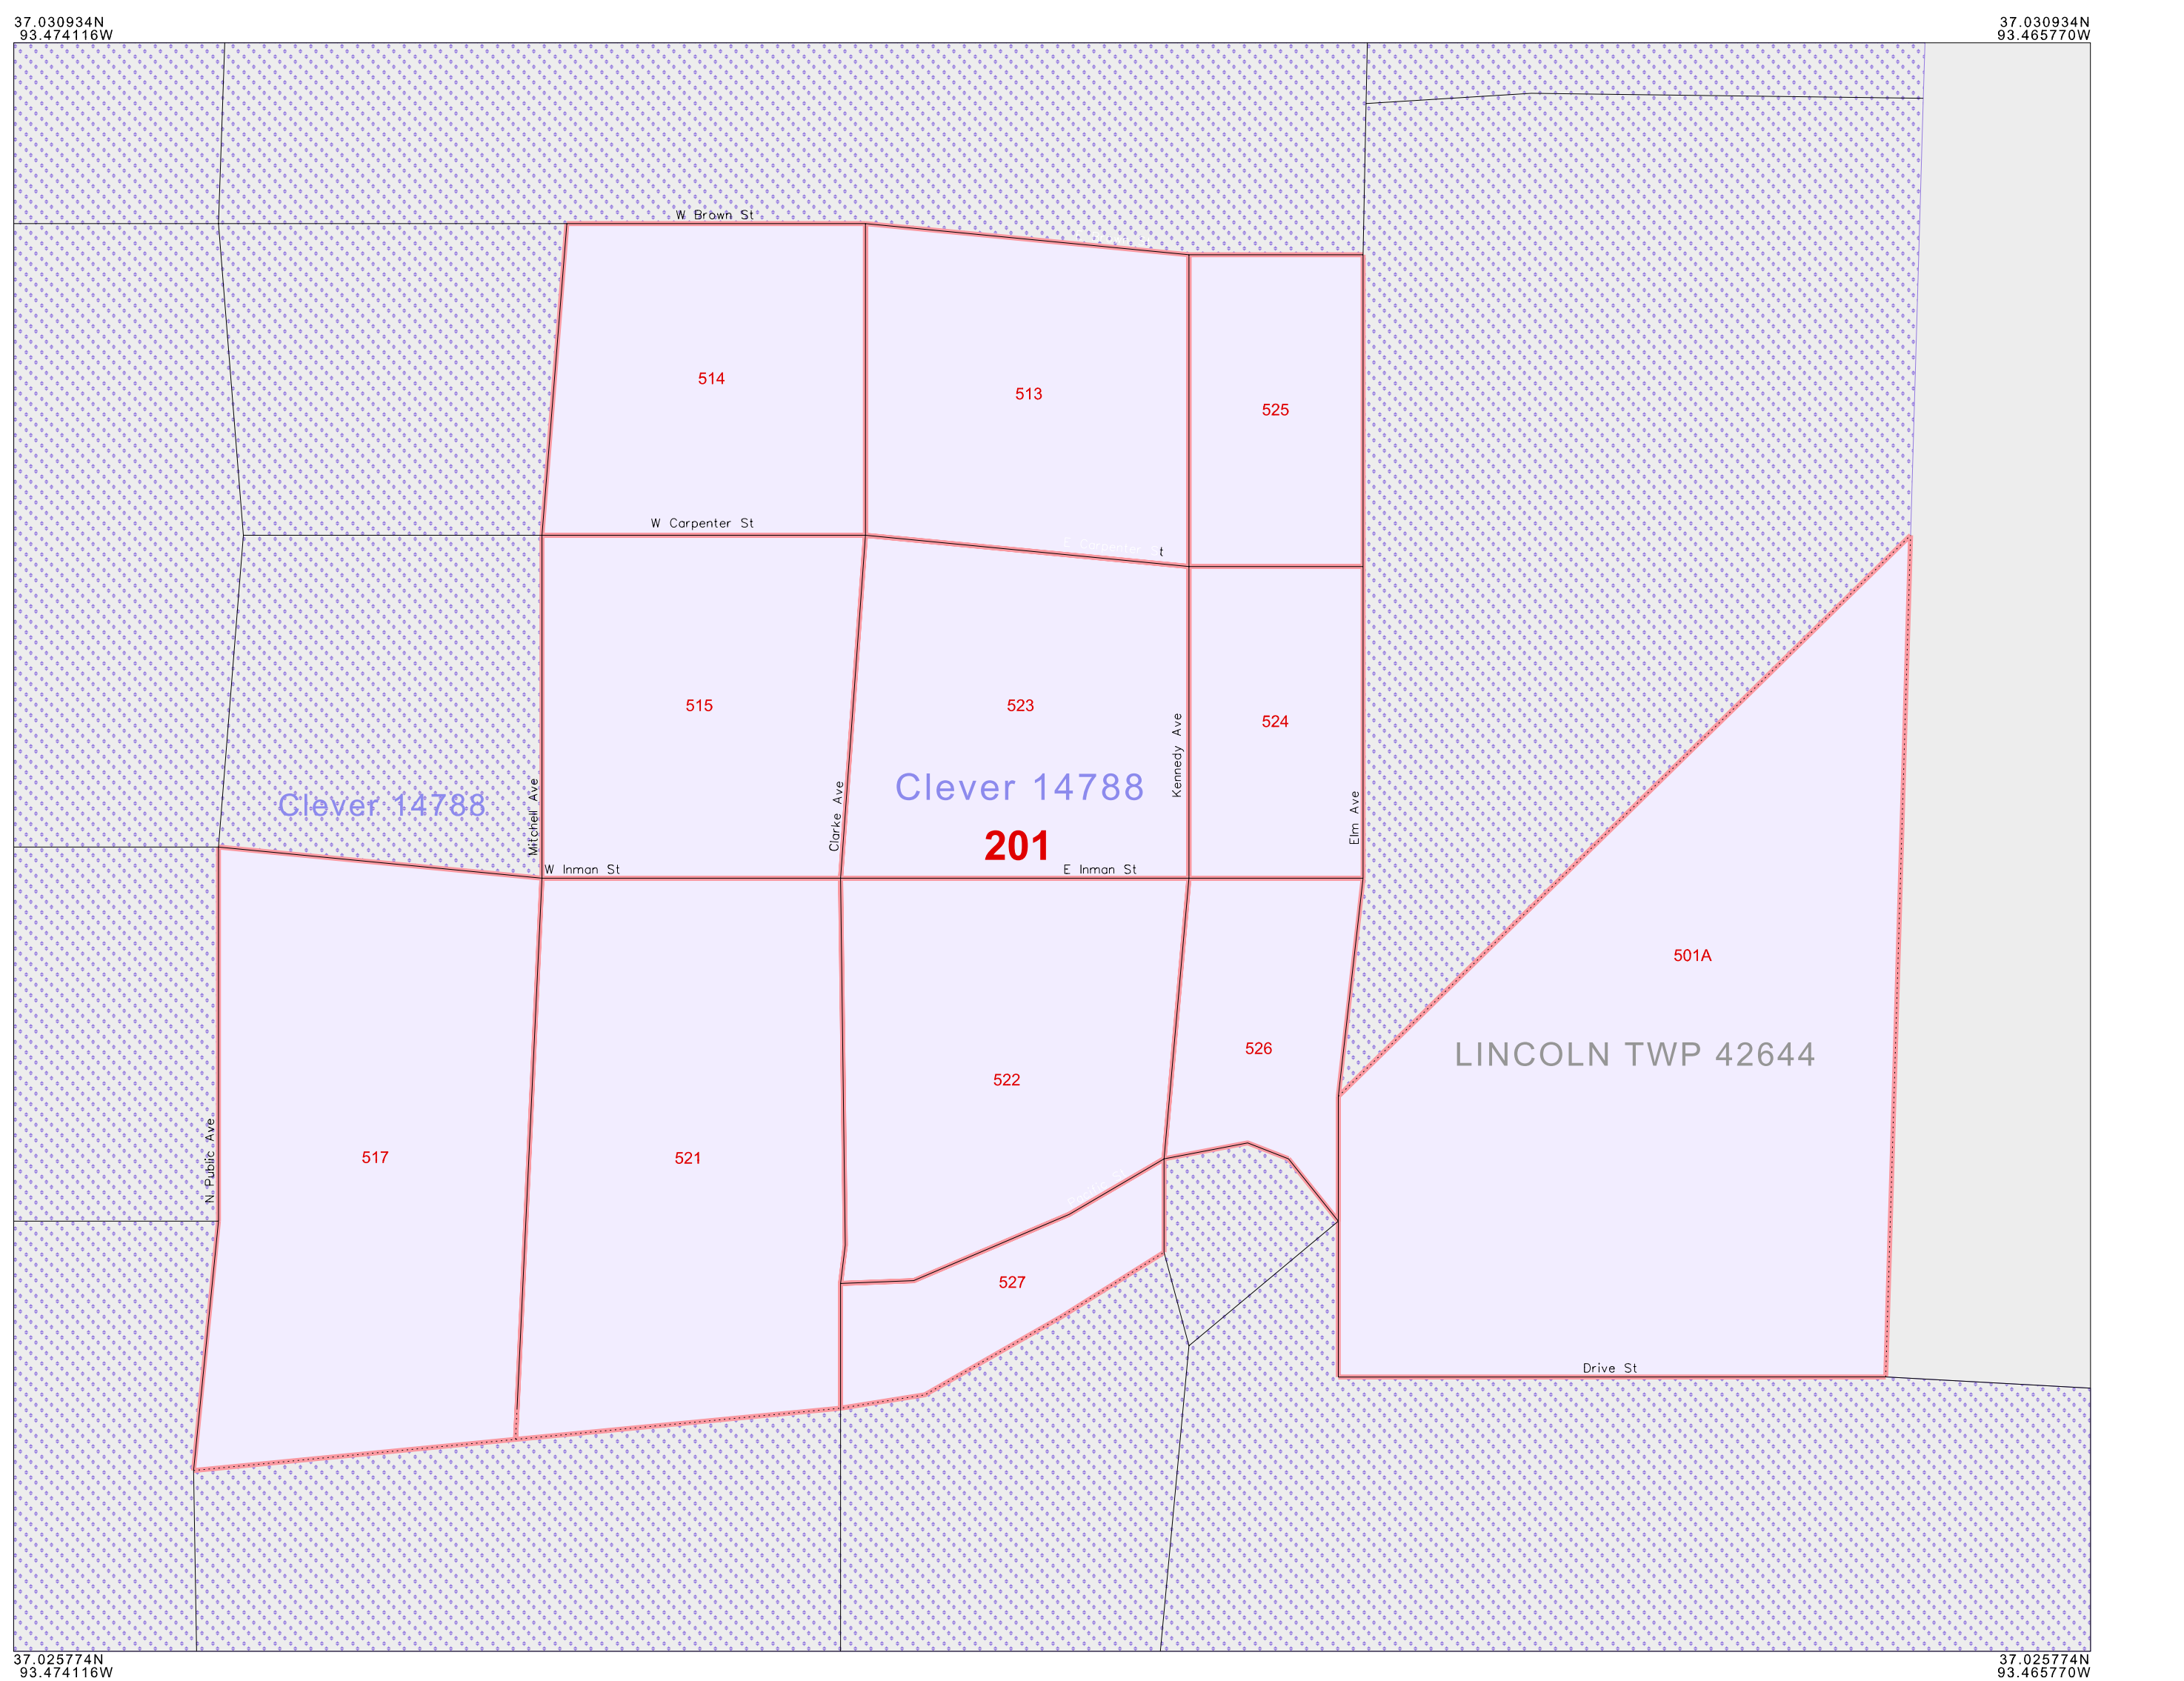 37.030934N
93.474116W
37.030934N
93.465770W
W Brown St
514
513
525
W Carpenter St
E Carpenter St
515
523
524
Mitchell Ave
Clarke Ave
Kennedy Ave
Elm Ave
Clever 14788
Clever 14788
201
W Inman St
E Inman St
501A
LINCOLN TWP 42644
526
522
N Public Ave
517
521
527
Drive St
37.025774N
93.474116W
37.025774N
93.465770W